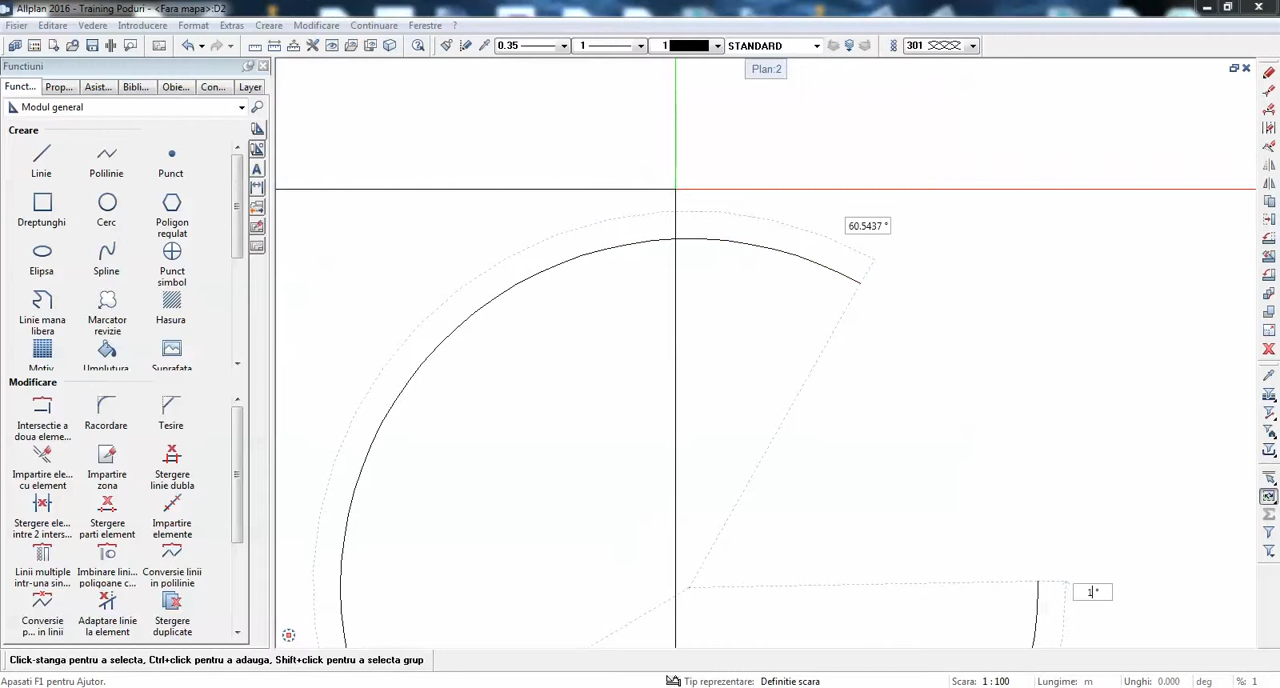 Allplan 2016 - Training Poduri - <Fara mapa>:D2
Fisier Editare Vedere Introducere Format Extras Creare Modificare Continuare Ferestre ?
0.35 1 1 STANDARD 301
Functiuni
Plan:2
Funct... Prop... Asist... Bibli... Obie... Con... Layer
Modul general
Creare
Linie Polilinie Punct
Dreptunghi Cerc Poligon regulat
Elipsa Spline Punct simbol
Linie mana libera Marcator revizie Hasura
Motiv Umplutura Suprafata
Modificare
Intersectie a doua eleme... Racordare Tesire
Impartire ele... cu element Impartire zona Stergere linie dubla
Stergere ele... intre 2 inters... Stergere parti element Impartire elemente
Linii multiple intr-una sin... Imbinare linii... poligoane c... Conversie linii in polilinie
Conversie p... in linii Adaptare linie la element Stergere duplicate
60.5437 °
1 °
Click-stanga pentru a selecta, Ctrl+click pentru a adauga, Shift+click pentru a selecta grup
Apasati F1 pentru Ajutor. Tip reprezentare: Definitie scara Scara: 1 : 100 Lungime: m Unghi: 0.000 deg %: 1